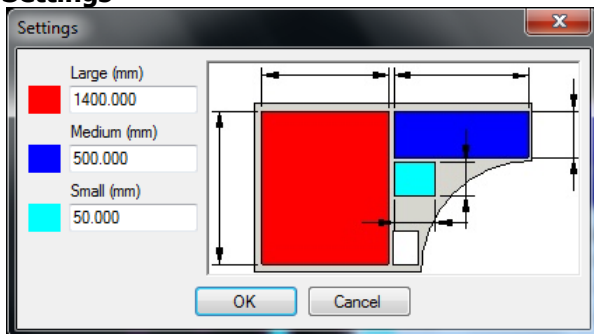 Settings
Settings
Large (mm)
1400.000
Medium (mm)
500.000
Small (mm)
50.000
OK
Cancel